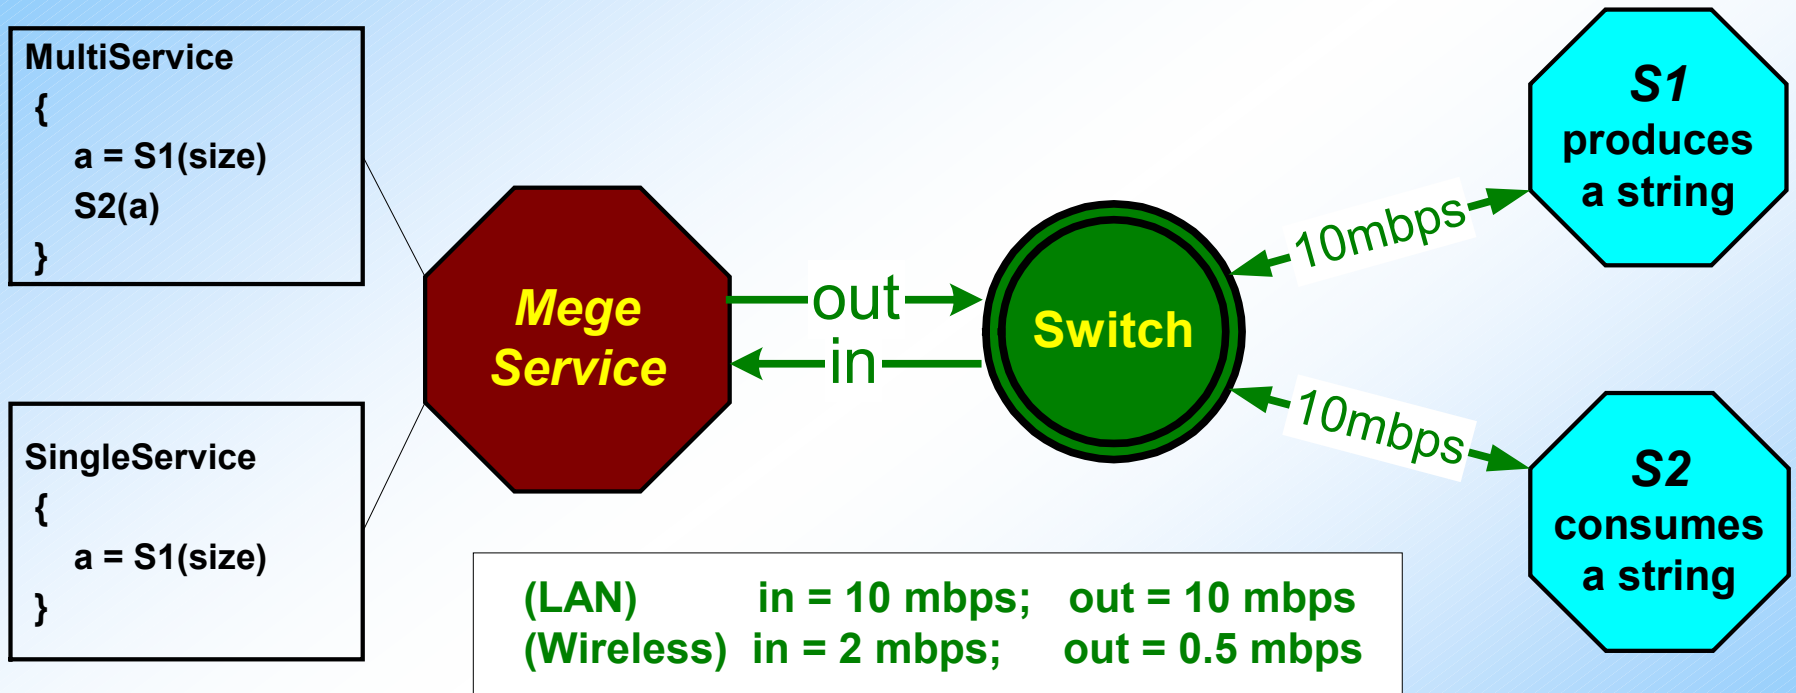 MultiService
{
a = S1(size)
S2(a)
}
SingleService
{
a = S1(size)
}
Mege
Service
out
in
Switch
10mbps
10mbps
S1
produces
a string
S2
consumes
a string
(LAN) in = 10 mbps; out = 10 mbps
(Wireless) in = 2 mbps; out = 0.5 mbps